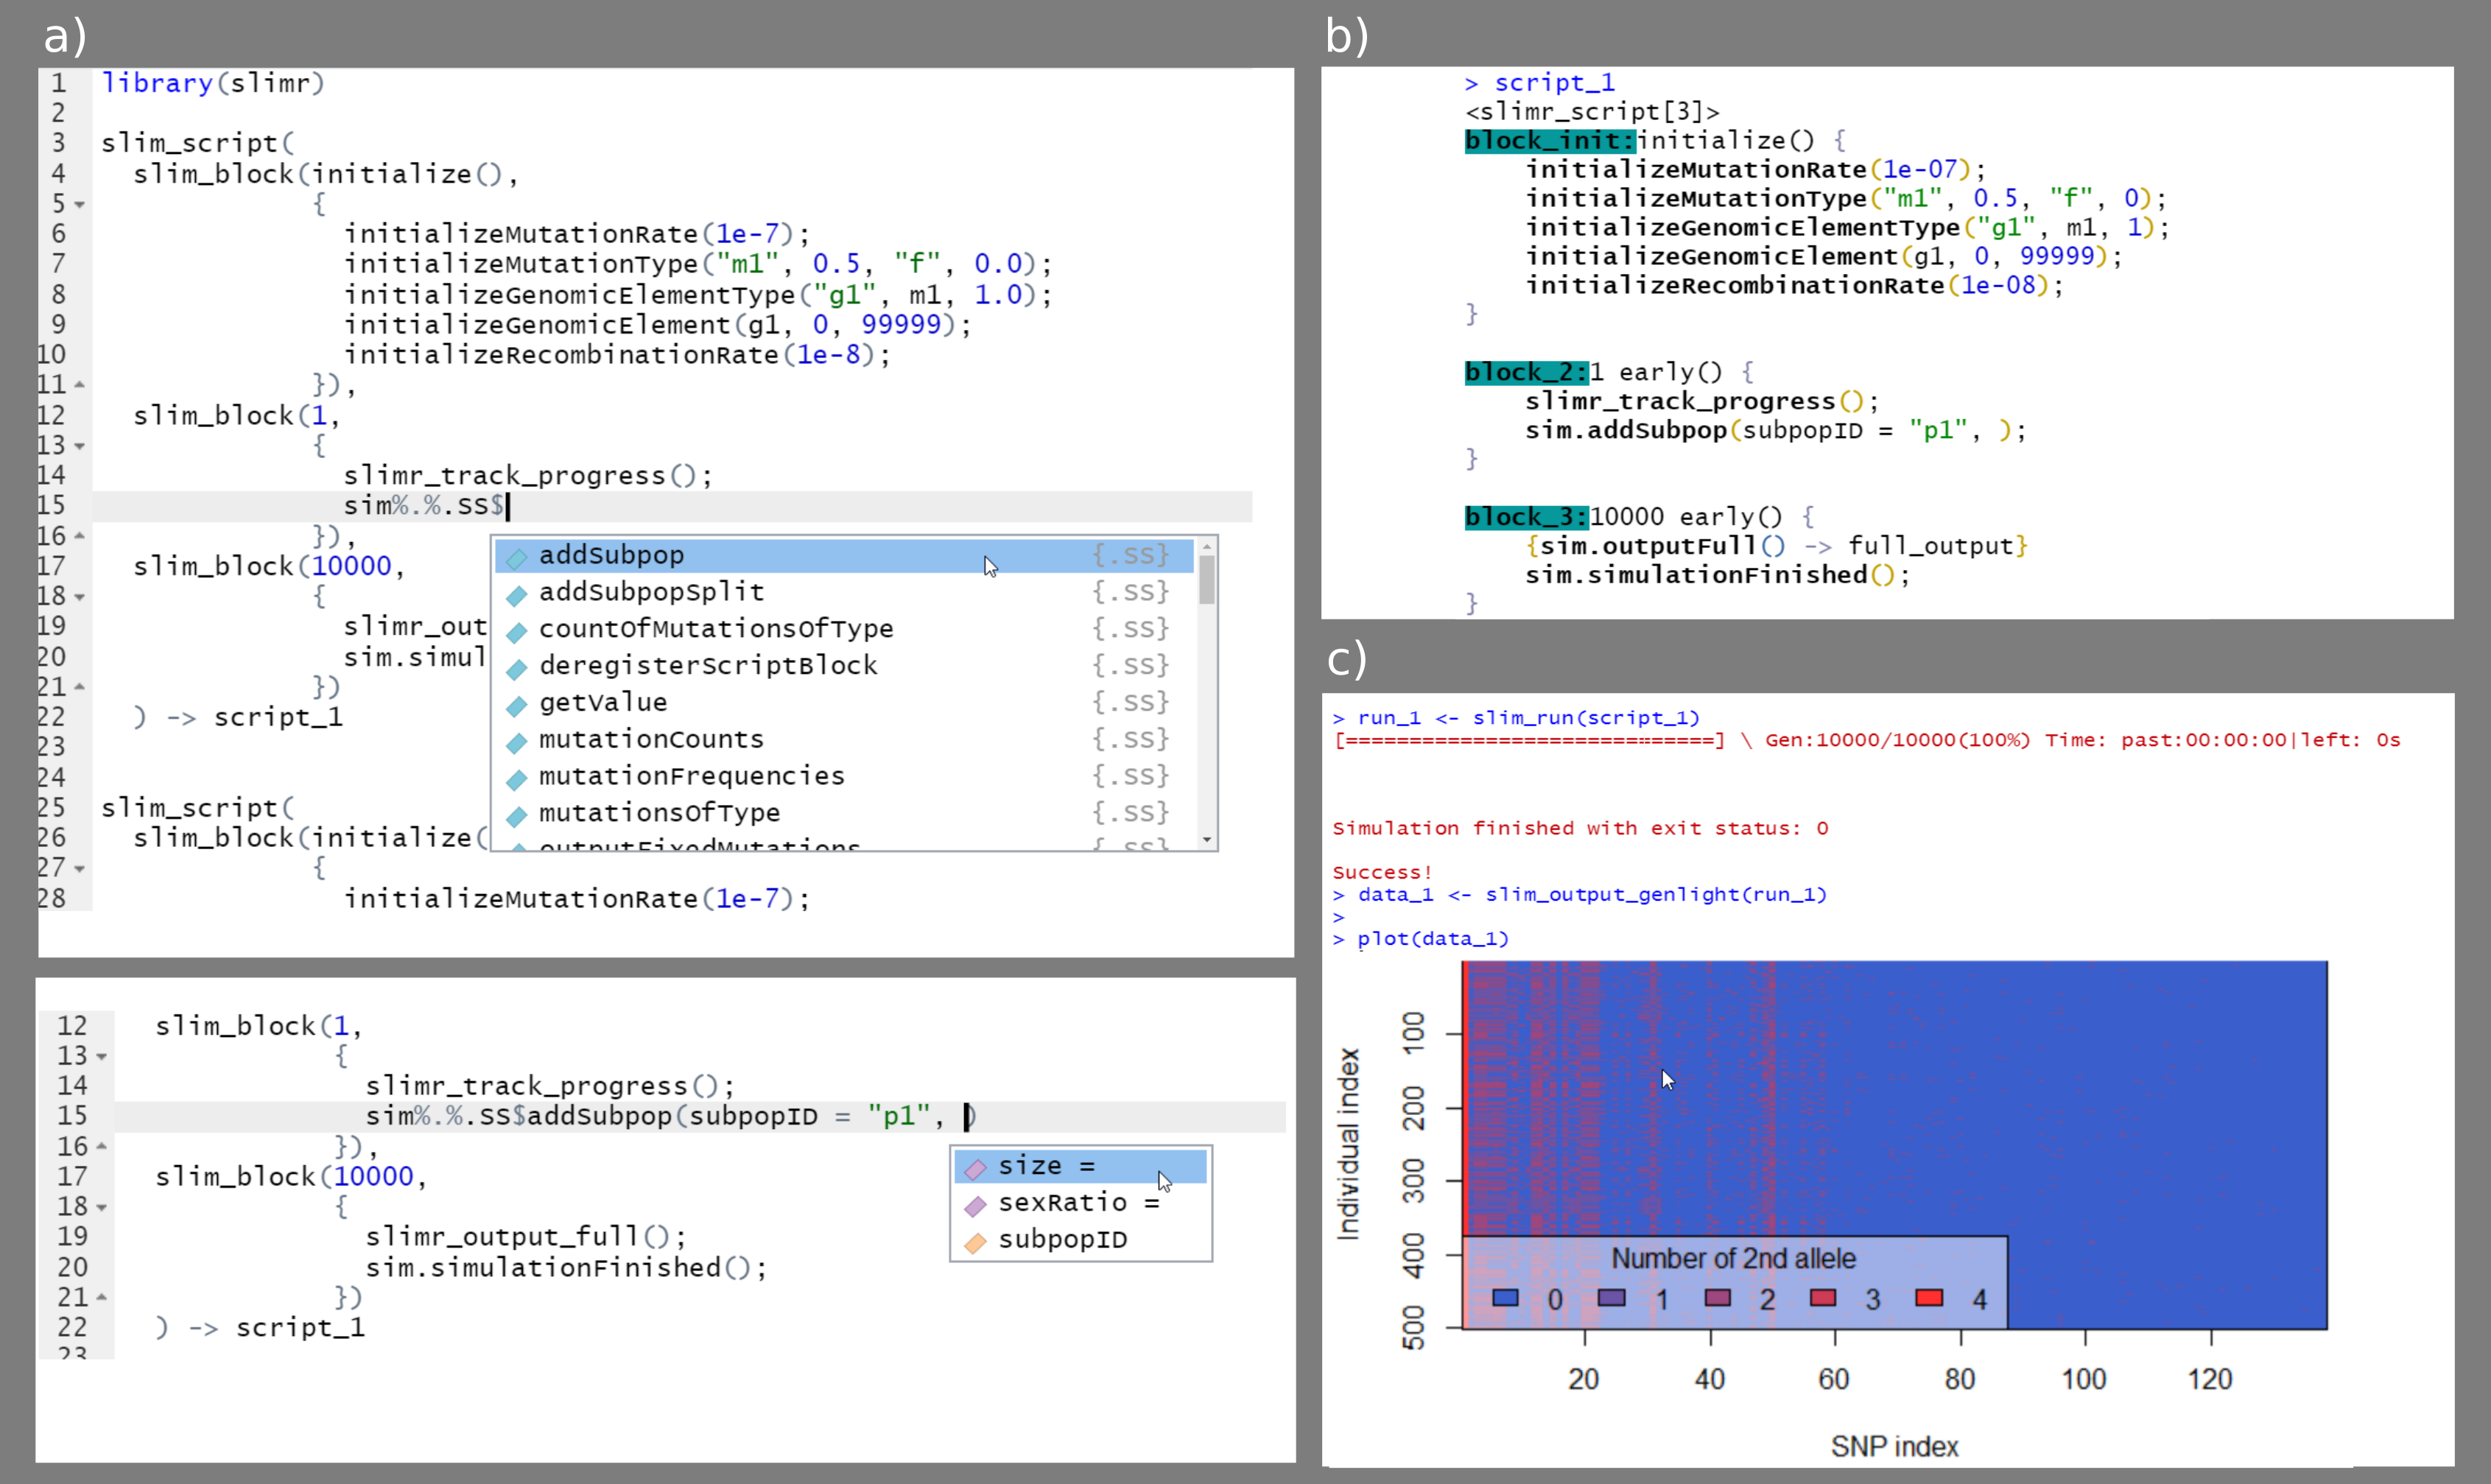 a)
1 library(slimr)
2
3 slim_script(
4 slim_block(initialize(),
5 {
6 initializeMutationRate(1e-7);
7 initializeMutationType("m1", 0.5, "f", 0.0);
8 initializeGenomicElementType("g1", m1, 1.0);
9 initializeGenomicElement(g1, 0, 99999);
10 initializeRecombinationRate(1e-8);
11 }),
12 slim_block(1,
13 {
14 slimr_track_progress();
15 sim%.%.SS$
16 }),
17 slim_block(10000,
18 {
19 slimr_out
20 sim.simul
21 })
22 ) -> script_1
23
24
25 slim_script(
26 slim_block(initialize(
27 {
28 initializeMutationRate(1e-7);
addSubpop {.SS}
addSubpopSplit {.SS}
countOfMutationsOfType {.SS}
deregisterScriptBlock {.SS}
getValue {.SS}
mutationCounts {.SS}
mutationFrequencies {.SS}
mutationsOfType {.SS}
outputFixedMutations {.SS}
12 slim_block(1,
13 {
14 slimr_track_progress();
15 sim%.%.SS$addSubpop(subpopID = "p1", )
16 }),
17 slim_block(10000,
18 {
19 slimr_output_full();
20 sim.simulationFinished();
21 })
22 ) -> script_1
23
size =
sexRatio =
subpopID
b)
> script_1
<slimr_script[3]>
block_init:initialize() {
initializeMutationRate(1e-07);
initializeMutationType("m1", 0.5, "f", 0);
initializeGenomicElementType("g1", m1, 1);
initializeGenomicElement(g1, 0, 99999);
initializeRecombinationRate(1e-08);
}
block_2:1 early() {
slimr_track_progress();
sim.addSubpop(subpopID = "p1", );
}
block_3:10000 early() {
{sim.outputFull() -> full_output}
sim.simulationFinished();
}
c)
> run_1 <- slim_run(script_1)
[=============================] \ Gen:10000/10000(100%) Time: past:00:00:00|left: 0s
Simulation finished with exit status: 0
Success!
> data_1 <- slim_output_genlight(run_1)
>
> plot(data_1)
Individual index
100
200
300
400
500
Number of 2nd allele
0 1 2 3 4
20 40 60 80 100 120
SNP index